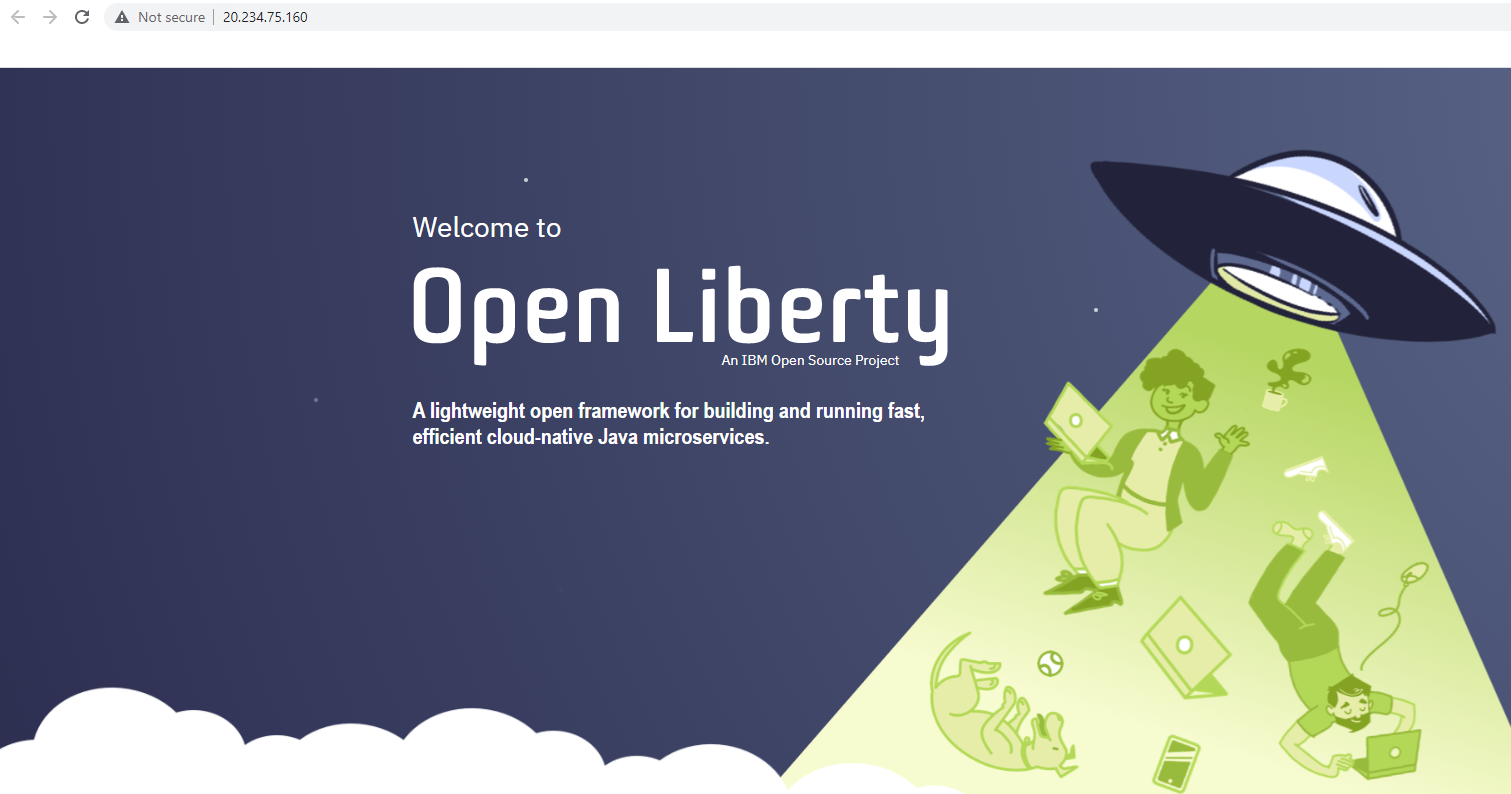 Not secure | 20.234.75.160
Welcome to
Open Liberty
An IBM Open Source Project
A lightweight open framework for building and running fast,
efficient cloud-native Java microservices.